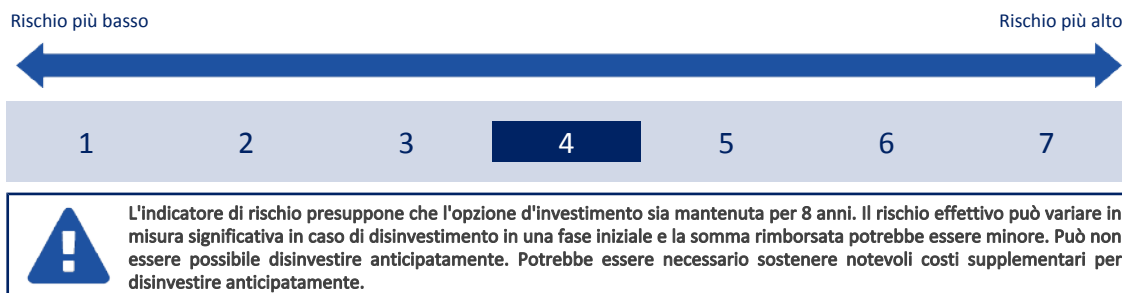 Rischio più basso Rischio più alto
1 2 3 4 5 6 7
L'indicatore di rischio presuppone che l'opzione d'investimento sia mantenuta per 8 anni. Il rischio effettivo può variare in
misura significativa in caso di disinvestimento in una fase iniziale e la somma rimborsata potrebbe essere minore. Può non
essere possibile disinvestire anticipatamente. Potrebbe essere necessario sostenere notevoli costi supplementari per
disinvestire anticipatamente.